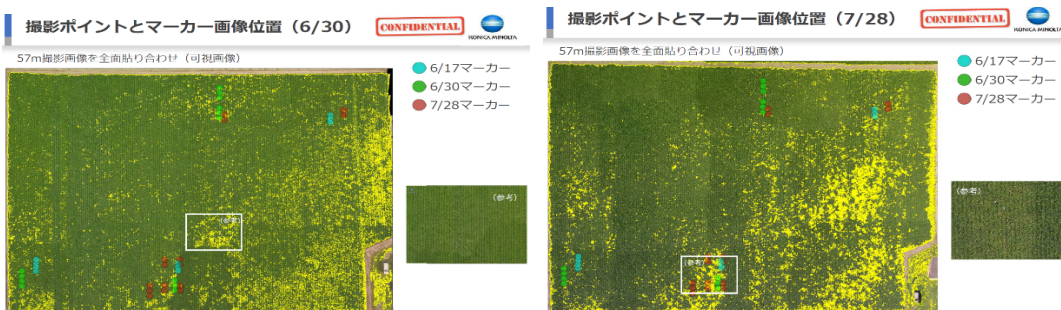 撮影ポイントとマーカー画像位置（6/30）
CONFIDENTIAL
KONICA MINOLTA
57m撮影画像を全面貼り合わせ（可視画像）
6/17マーカー
6/30マーカー
7/28マーカー
（参考）
（参考）
撮影ポイントとマーカー画像位置（7/28）
CONFIDENTIAL
KONICA MINOLTA
57m撮影画像を全面貼り合わせ（可視画像）
6/17マーカー
6/30マーカー
7/28マーカー
（参考）
（参考）